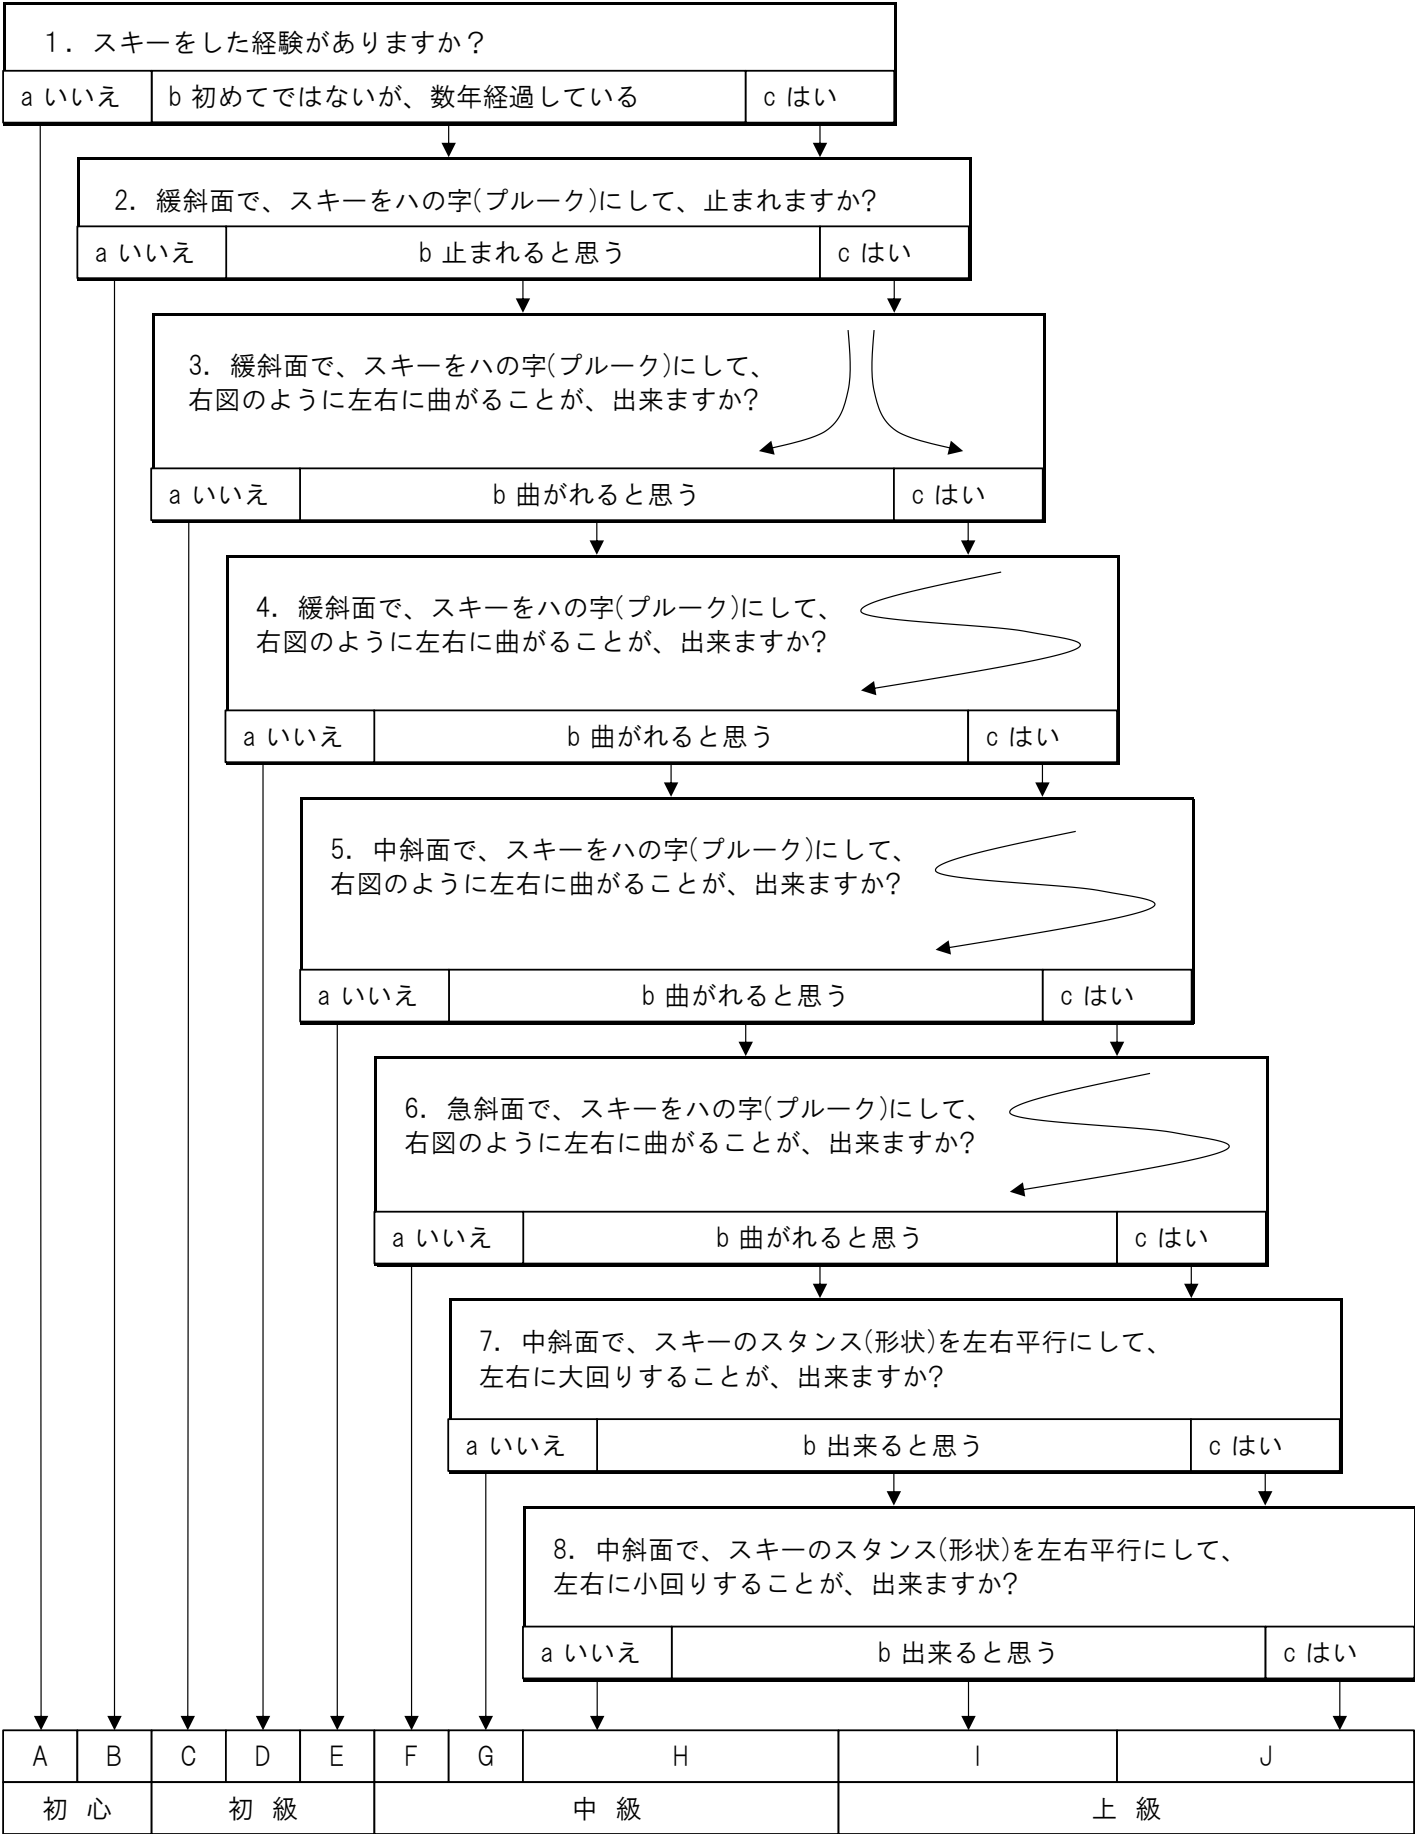 1．スキーをした経験がありますか？
a いいえ
b 初めてではないが、数年経過している
c はい
2．緩斜面で、スキーをハの字(プルーク)にして、止まれますか?
a いいえ
b 止まれると思う
c はい
3．緩斜面で、スキーをハの字(プルーク)にして、
右図のように左右に曲がることが、出来ますか?
a いいえ
b 曲がれると思う
c はい
4．緩斜面で、スキーをハの字(プルーク)にして、
右図のように左右に曲がることが、出来ますか?
a いいえ
b 曲がれると思う
c はい
5．中斜面で、スキーをハの字(プルーク)にして、
右図のように左右に曲がることが、出来ますか?
a いいえ
b 曲がれると思う
c はい
6．急斜面で、スキーをハの字(プルーク)にして、
右図のように左右に曲がることが、出来ますか?
a いいえ
b 曲がれると思う
c はい
7．中斜面で、スキーのスタンス(形状)を左右平行にして、
左右に大回りすることが、出来ますか?
a いいえ
b 出来ると思う
c はい
8．中斜面で、スキーのスタンス(形状)を左右平行にして、
左右に小回りすることが、出来ますか?
a いいえ
b 出来ると思う
c はい
A B C D E F G H I J
初 心 初 級 中 級 上 級